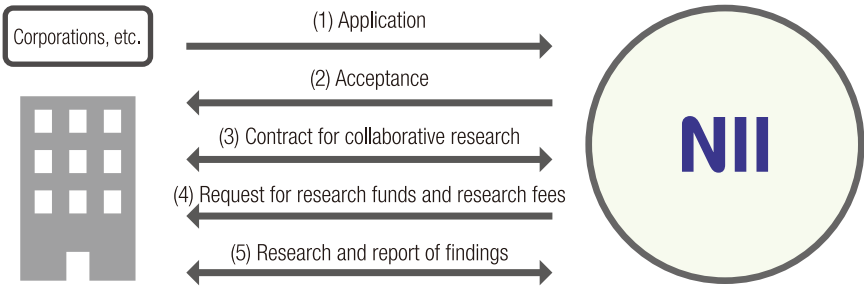 Corporations, etc.
(1) Application
(2) Acceptance
(3) Contract for collaborative research
(4) Request for research funds and research fees
(5) Research and report of findings
NII